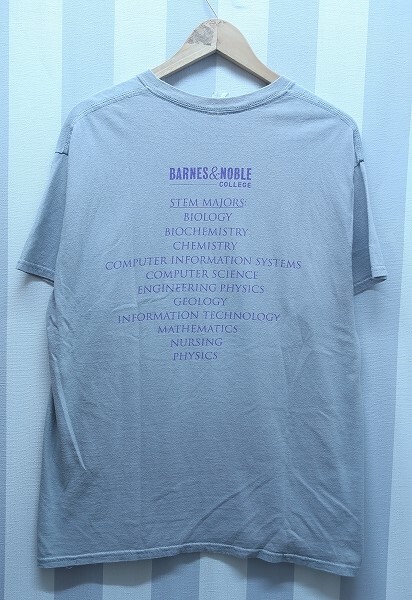 BARNES&NOBLE
COLLEGE
STEM MAJORS:
BIOLOGY
BIOCHEMISTRY
CHEMISTRY
COMPUTER INFORMATION SYSTEMS
COMPUTER SCIENCE
ENGINEERING PHYSICS
GEOLOGY
INFORMATION TECHNOLOGY
MATHEMATICS
NURSING
PHYSICS